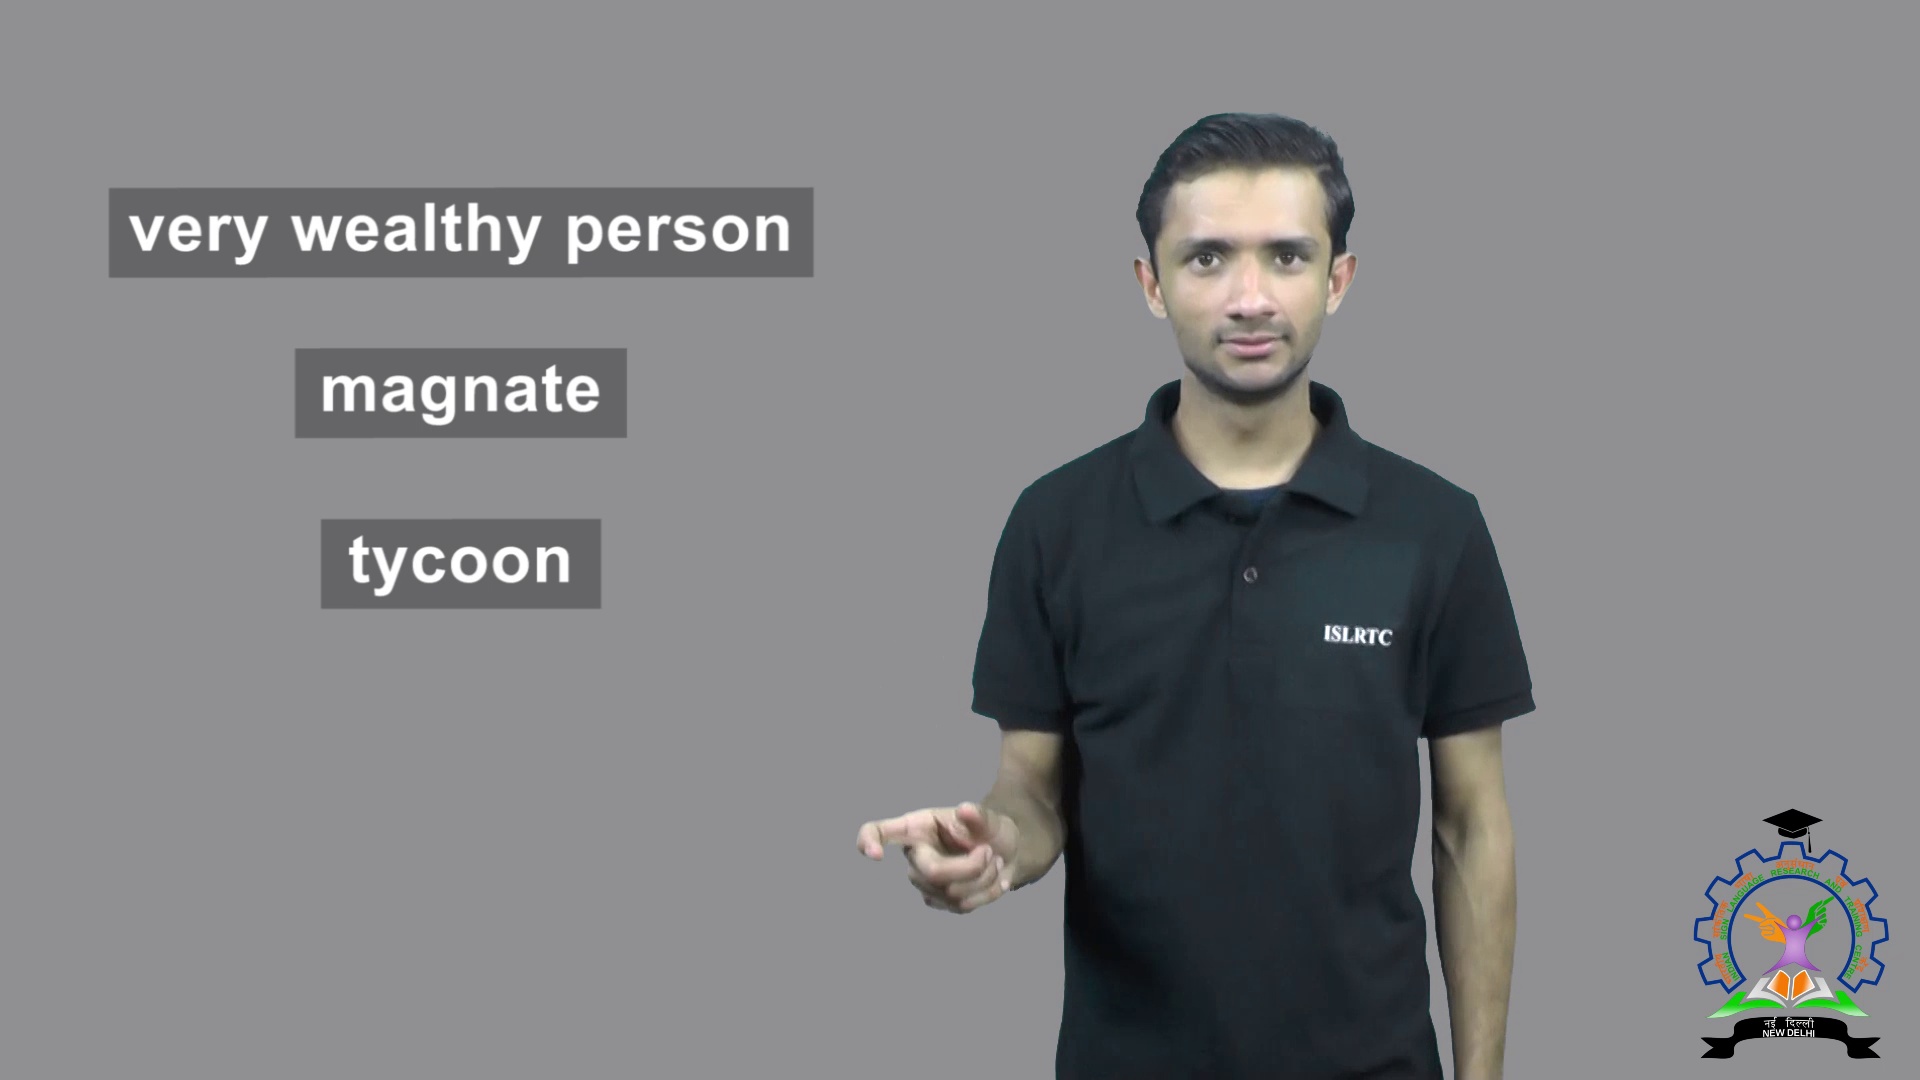 very wealthy person
magnate
tycoon
ISLRTC
INDIAN SIGN LANGUAGE RESEARCH AND TRAINING CENTRE
नई दिल्ली
NEW DELHI